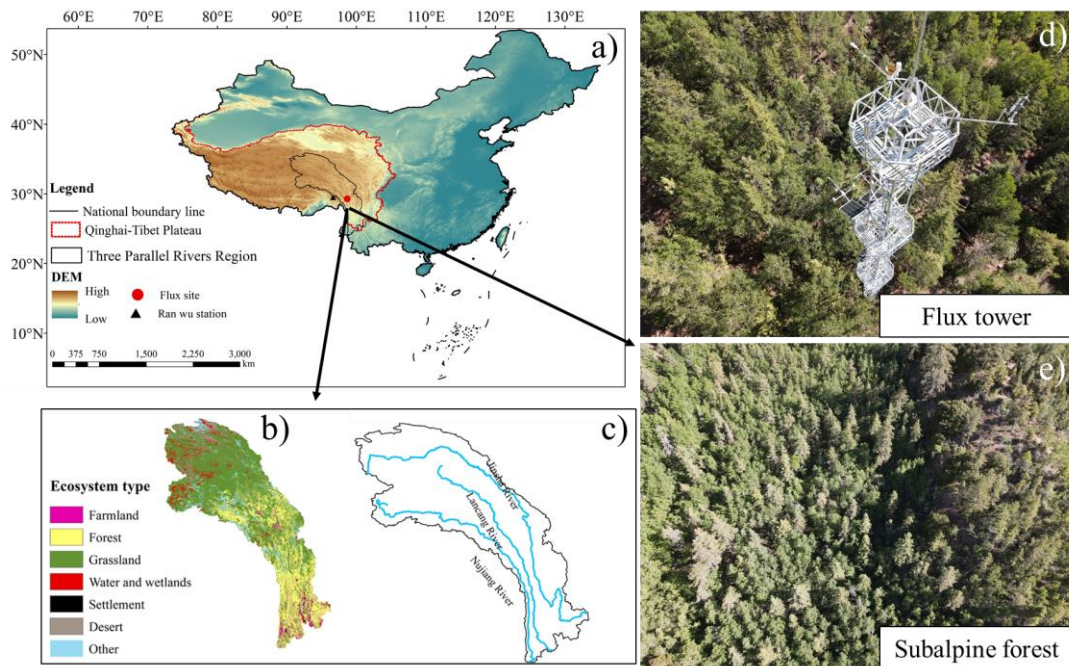 60°E 70°E 80°E 90°E 100°E 110°E 120°E 130°E
50°N
40°N
30°N
20°N
10°N
a)
Legend
National boundary line
Qinghai-Tibet Plateau
Three Parallel Rivers Region
DEM
High
Low
Flux site
Ran wu station
0 375 750 1,500 2,250 3,000
km
b)
Ecosystem type
Farmland
Forest
Grassland
Water and wetlands
Settlement
Desert
Other
c)
Jinsha River
Lancang River
Nujiang River
d)
Flux tower
e)
Subalpine forest